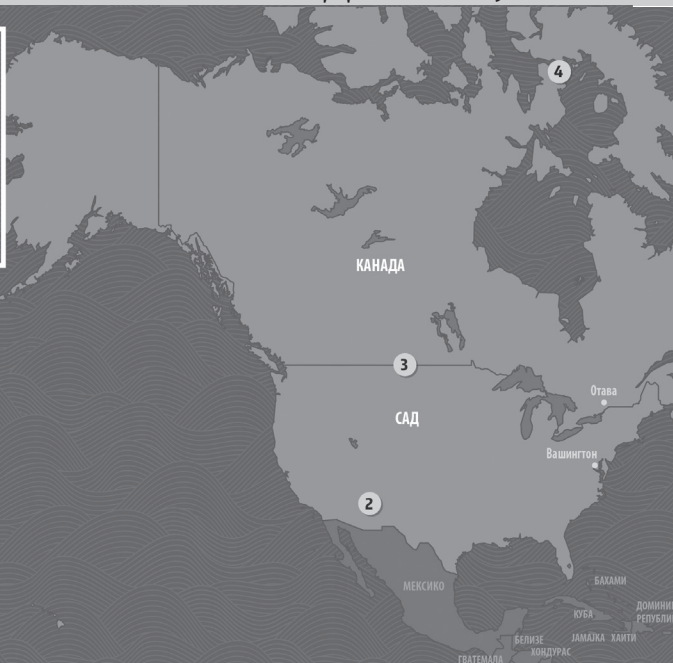 4
КАНАДА
3
Отава
САД
Вашингтон
2
МЕКСИКО
БАХАМИ
КУБА
ДОМИНИ
РЕПУБЛИ
БЕЛИЗЕ
ЈАМАЈКА ХАИТИ
ХОНДУРАС
ГВАТЕМАЛА